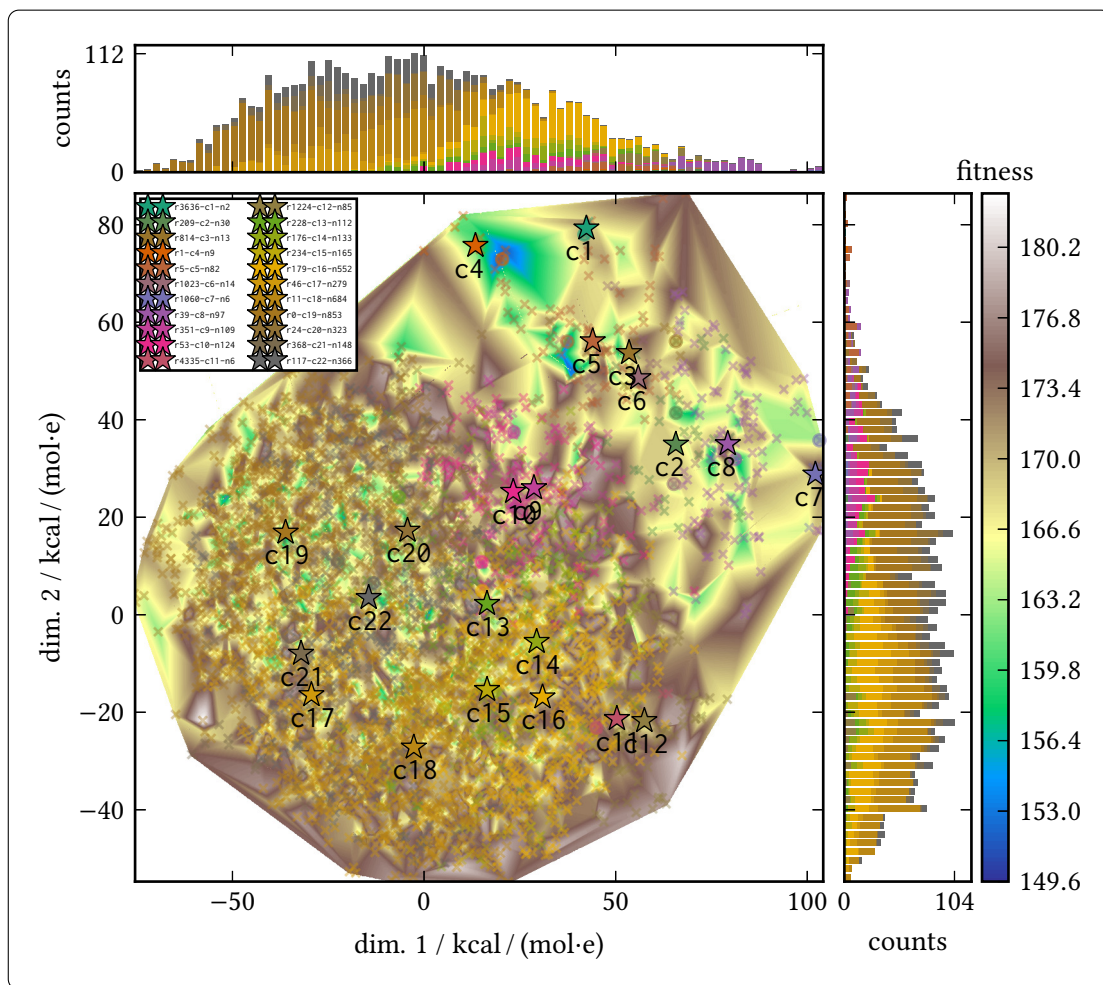 112
counts
0
fitness
r3636-c1-n2
r209-c2-n30
r814-c3-n13
r1-c4-n9
r5-c5-n82
r1023-c6-n14
r1060-c7-n6
r39-c8-n97
r351-c9-n109
r53-c10-n124
r4335-c11-n6
r1224-c12-n85
r228-c13-n112
r176-c14-n133
r234-c15-n165
r179-c16-n552
r46-c17-n279
r11-c18-n684
r0-c19-n853
r24-c20-n323
r368-c21-n148
r117-c22-n366
80
60
40
20
0
−20
−40
dim. 2 / kcal / (mol·e)
c1
c4
c5
c3
c6
c2
c8
c7
c10
c9
c19
c20
c22
c13
c14
c21
c17
c15
c16
c11
c12
c18
−50
0
50
100
dim. 1 / kcal / (mol·e)
0
104
counts
180.2
176.8
173.4
170.0
166.6
163.2
159.8
156.4
153.0
149.6